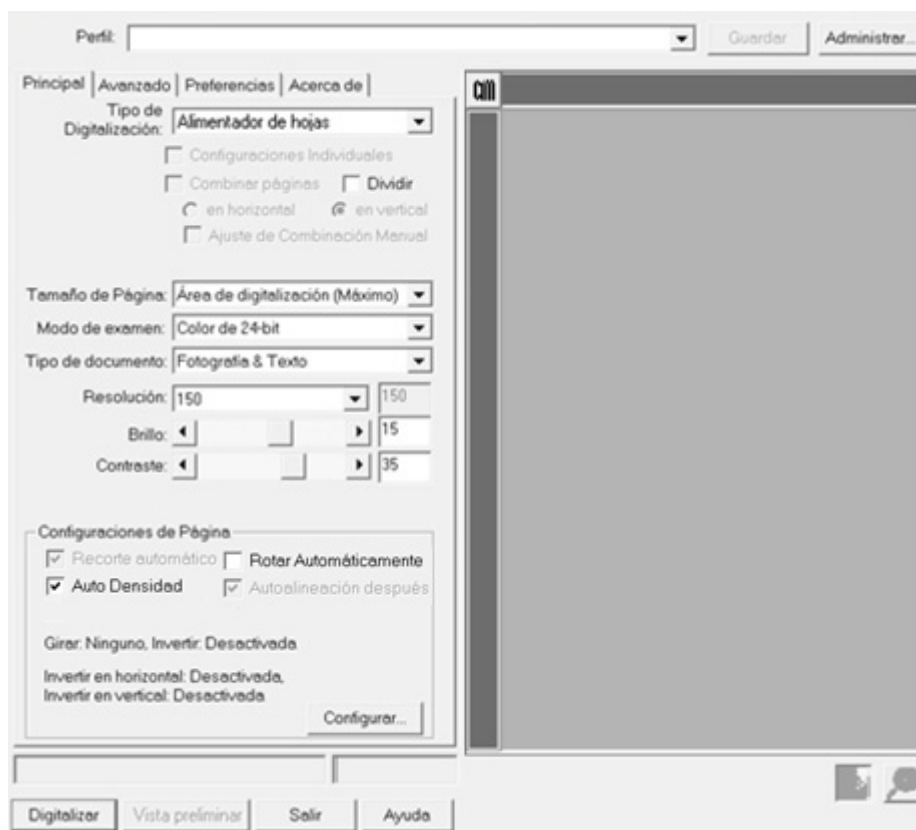 Perfil:
Guardar
Administrar...
Principal
Avanzado
Preferencias
Acerca de
cm
Tipo de
Digitalización:
Alimentador de hojas
Configuraciones Individuales
Combinar páginas
Dividir
en horizontal
en vertical
Ajuste de Combinación Manual
Tamaño de Página: Área de digitalización (Máximo)
Modo de examen: Color de 24-bit
Tipo de documento: Fotografía & Texto
Resolución: 150 150
Brillo: 15
Contraste: 35
Configuraciones de Página
Recorte automático
Rotar Automáticamente
Auto Densidad
Autoalineación después
Girar: Ninguno, Invertir: Desactivada
Invertir en horizontal: Desactivada,
Invertir en vertical: Desactivada
Configurar...
Digitalizar
Vista preliminar
Salir
Ayuda